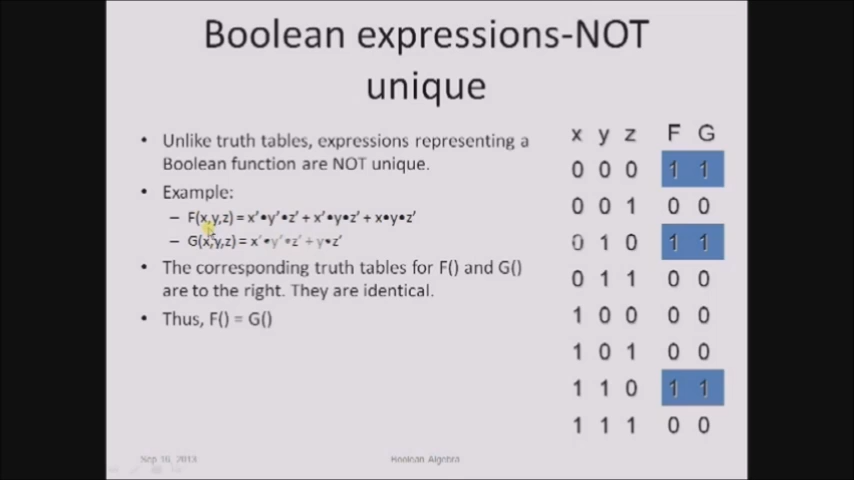 Boolean expressions-NOT
unique
• Unlike truth tables, expressions representing a
Boolean function are NOT unique.
• Example:
– F(x,y,z) = x'•y'•z' + x'•y•z' + x•y•z'
– G(x,y,z) = x'•y'•z' + y•z'
• The corresponding truth tables for F() and G()
are to the right. They are identical.
• Thus, F() = G()
x y z F G
0 0 0 1 1
0 0 1 0 0
0 1 0 1 1
0 1 1 0 0
1 0 0 0 0
1 0 1 0 0
1 1 0 1 1
1 1 1 0 0
Sep 16, 2013
Boolean Algebra